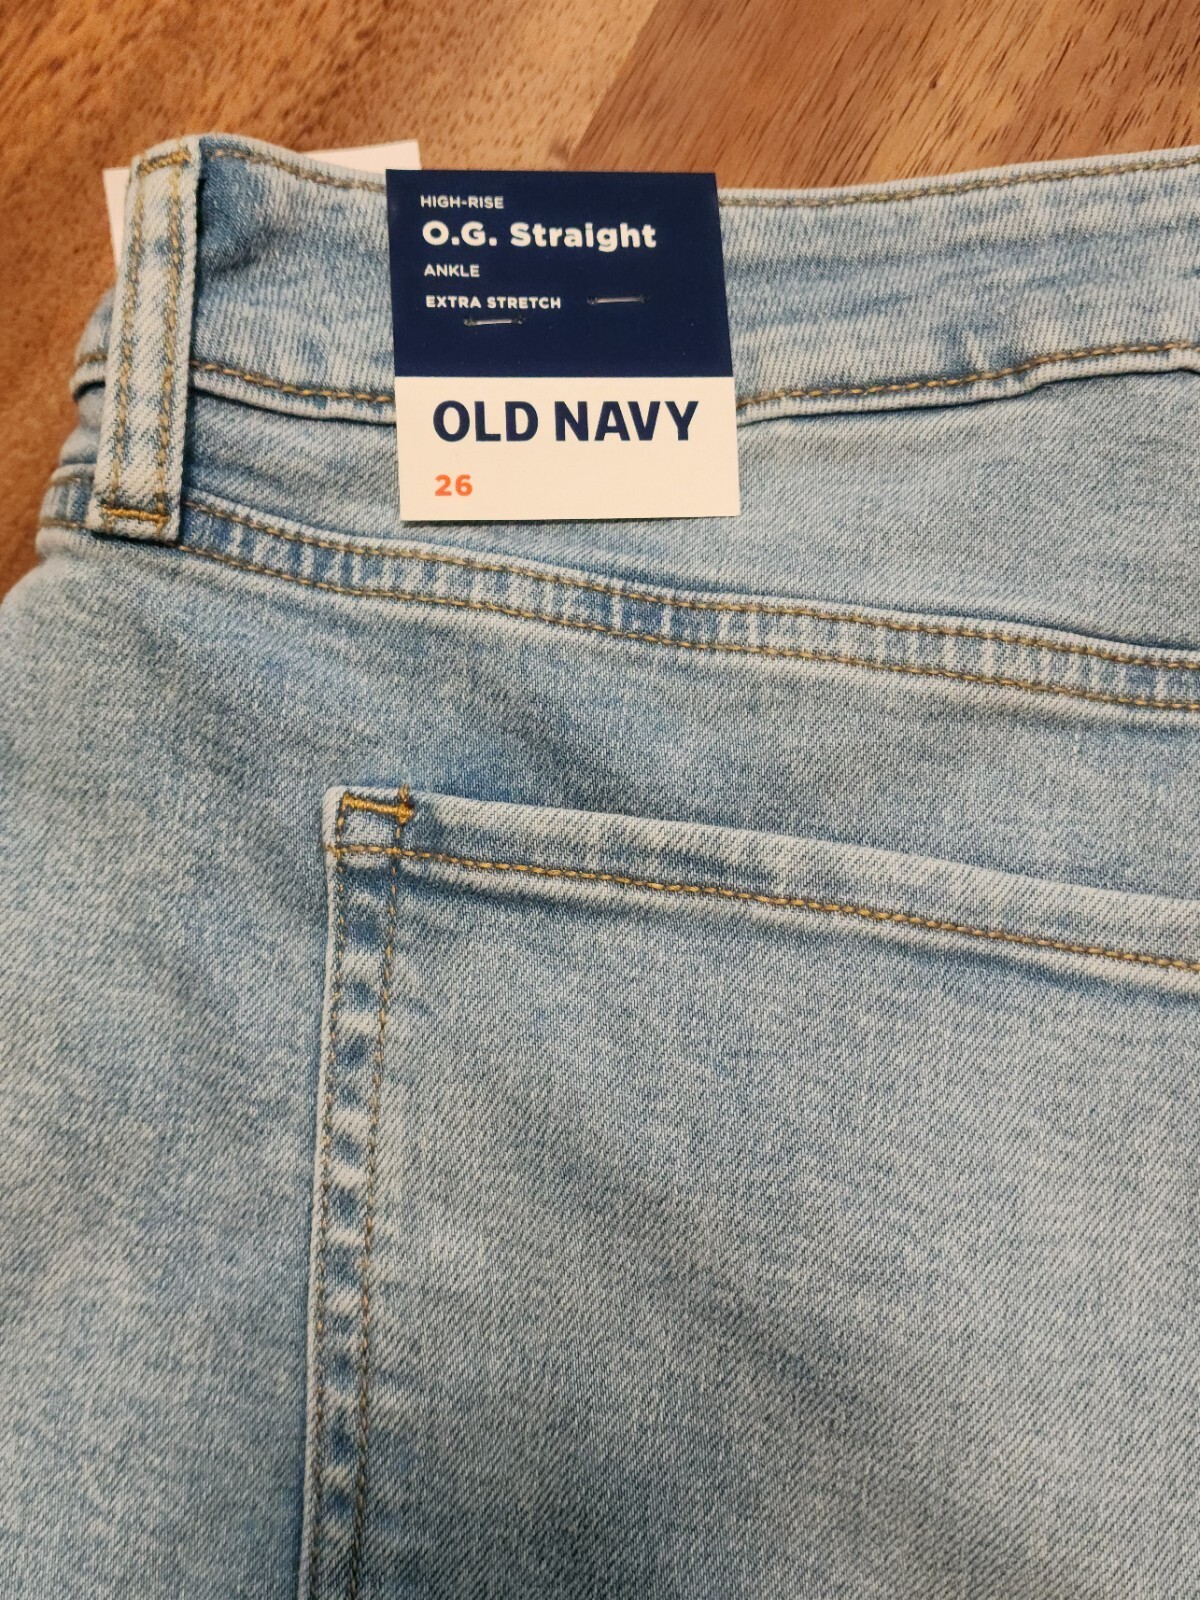 HIGH-RISE
O.G. Straight
ANKLE
EXTRA STRETCH
OLD NAVY
26